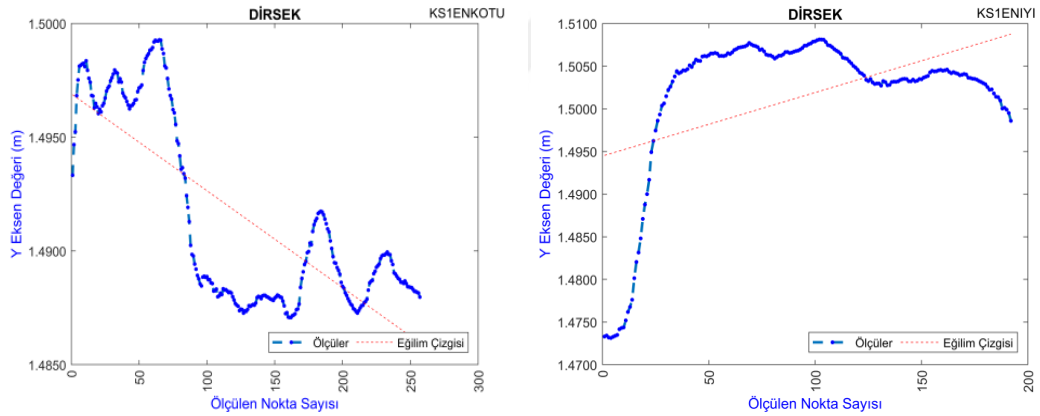 DİRSEK
KS1ENKOTU
1.5000
1.4950
1.4900
1.4850
Y Eksen Değeri (m)
0
50
100
150
200
250
300
Ölçüler
Eğilim Çizgisi
Ölçülen Nokta Sayısı
DİRSEK
KS1ENIYI
1.5100
1.5050
1.5000
1.4950
1.4900
1.4850
1.4800
1.4750
1.4700
Y Eksen Değeri (m)
0
50
100
150
200
Ölçüler
Eğilim Çizgisi
Ölçülen Nokta Sayısı